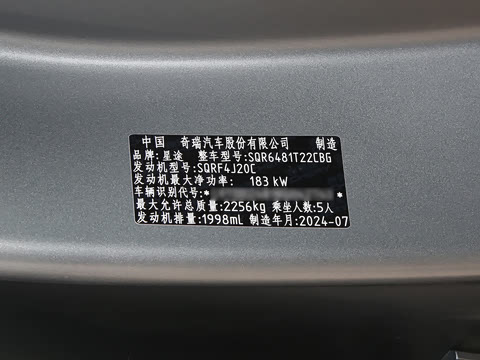 中国 奇瑞汽车股份有限公司 制造
品牌:星途 整车型号:SQR6481T22CBG
发动机型号:SQRF4J20C
发动机最大净功率: 183 kW
车辆识别代号:* *
最大允许总质量:2256kg 乘坐人数:5人
发动机排量:1998mL 制造年月:2024-07